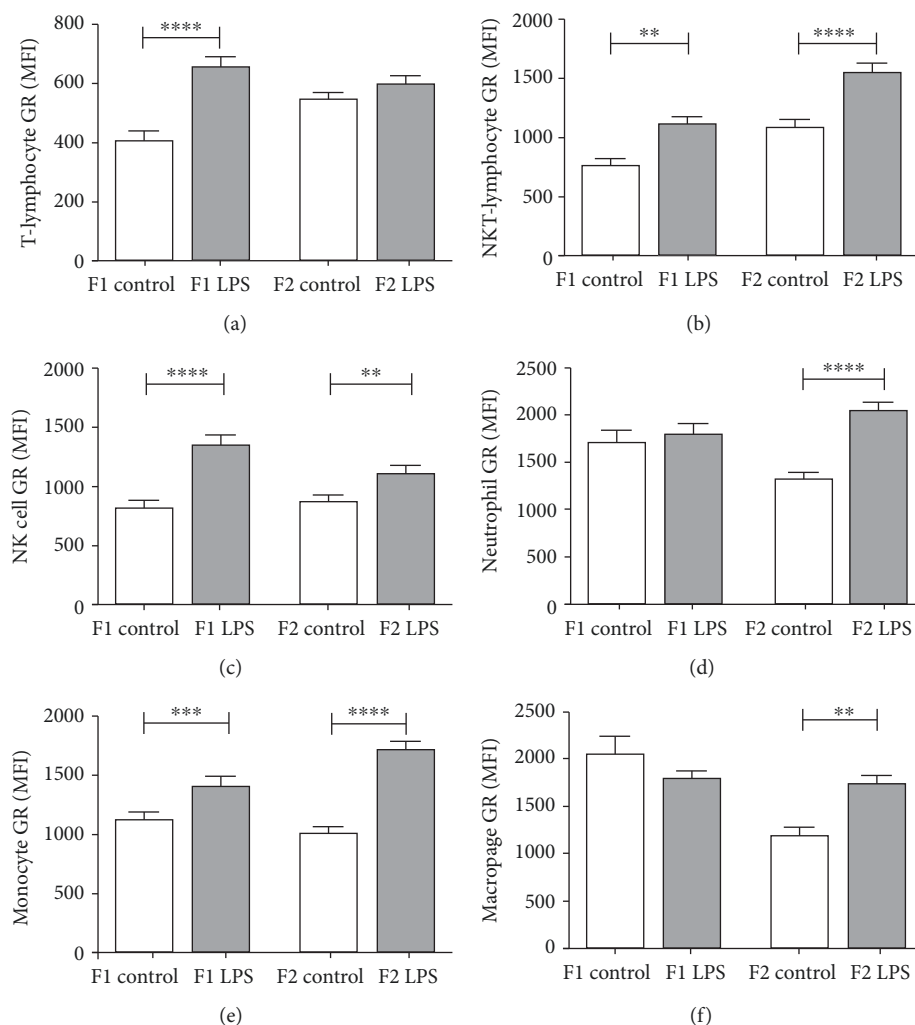 800
600
400
200
0
T-lymphocyte GR (MFI)
****
F1 control F1 LPS F2 control F2 LPS
(a)
2000
1500
1000
500
0
NKT-lymphocyte GR (MFI)
** ****
F1 control F1 LPS F2 control F2 LPS
(b)
2000
1500
1000
500
0
NK cell GR (MFI)
**** **
F1 control F1 LPS F2 control F2 LPS
(c)
2500
2000
1500
1000
500
0
Neutrophil GR (MFI)
****
F1 control F1 LPS F2 control F2 LPS
(d)
2000
1500
1000
500
0
Monocyte GR (MFI)
*** ****
F1 control F1 LPS F2 control F2 LPS
(e)
2500
2000
1500
1000
500
0
Macropage GR (MFI)
**
F1 control F1 LPS F2 control F2 LPS
(f)